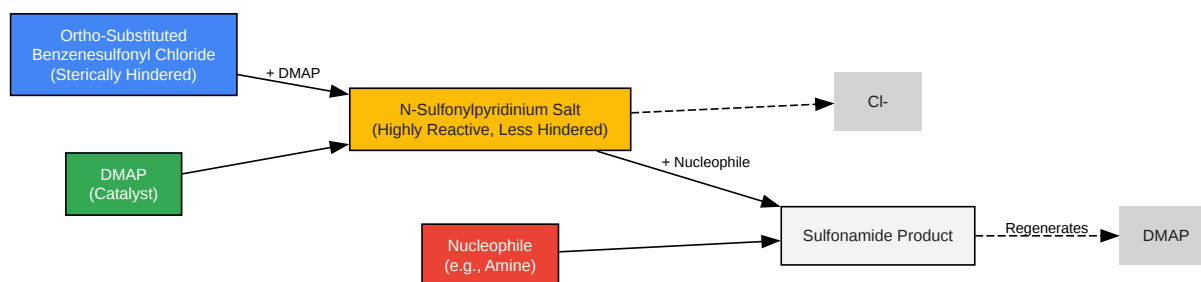 Ortho-Substituted
Benzenesulfonyl Chloride
(Sterically Hindered)
+ DMAP
N-Sulfonylpyridinium Salt
(Highly Reactive, Less Hindered)
Cl-
DMAP
(Catalyst)
+ Nucleophile
Nucleophile
(e.g., Amine)
Sulfonamide Product
Regenerates
DMAP